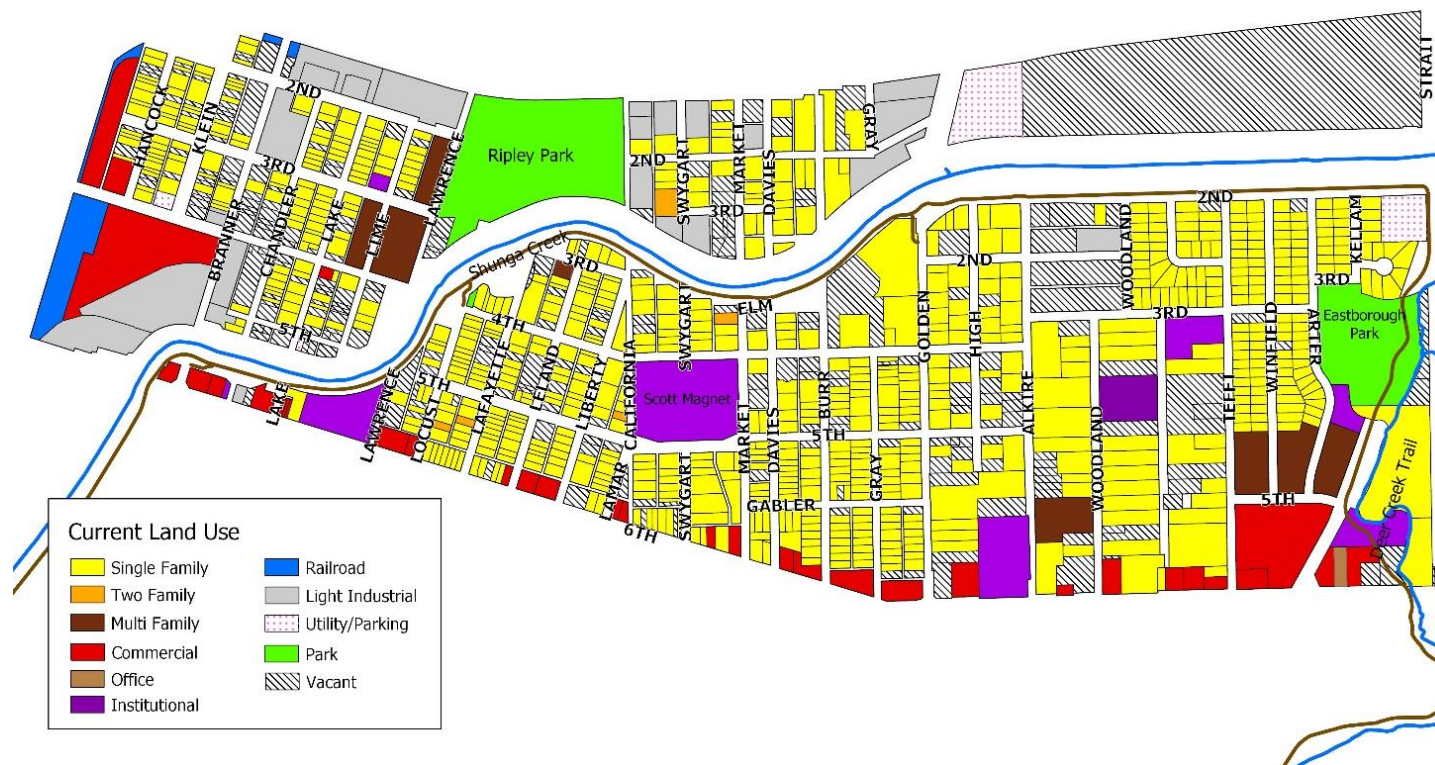 STRAIT
HANCOCK
KLEIN
2ND
LAWRENCE
Ripley Park
GRAY
MARKET
SWYGART
2ND
DAVIES
3RD
3RD
BRANNER
CHANDLER
LAKE
LIME
2ND
WOODLAND
KELLAM
Shunga Creek
3RD
2ND
3RD
ELM
SWYGART
GOLDEN
HIGH
3RD
WINFIELD
ARTER
Eastborough
Park
5TH
4TH
LAFAYETTE
LELAND
LIBERTY
CALIFORNIA
Scott Magnet
BURR
TEFFT
ALKIRE
LAKE
LAWRENCE
5TH
LOCUST
MARKET
DAVIES
5TH
GRAY
WOODLAND
LAMAR
6TH
SWYGART
GABLER
5TH
Deer Creek Trail
Current Land Use
Single Family
Two Family
Multi Family
Commercial
Office
Institutional
Railroad
Light Industrial
Utility/Parking
Park
Vacant